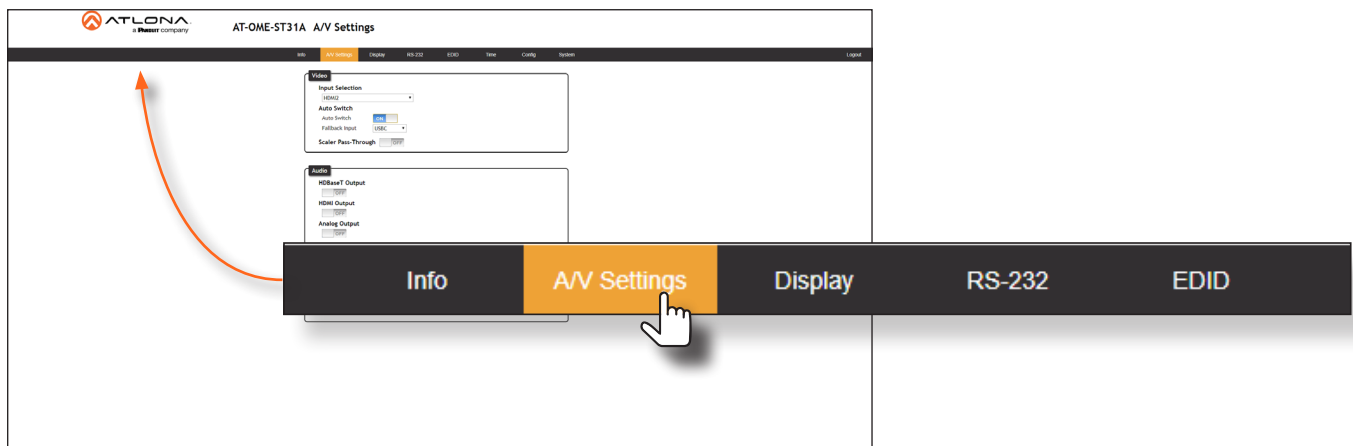 ATLONA.
a PANDUIT company
AT-OME-ST31A A/V Settings
Info A/V Settings Display RS-232 EDID Time Config System Logout
Video
Input Selection
HDMI2
Auto Switch
Auto Switch ON
Fallback Input USBC
Scaler Pass-Through OFF
Audio
HDBaseT Output
OFF
HDMI Output
OFF
Analog Output
OFF
Info A/V Settings Display RS-232 EDID